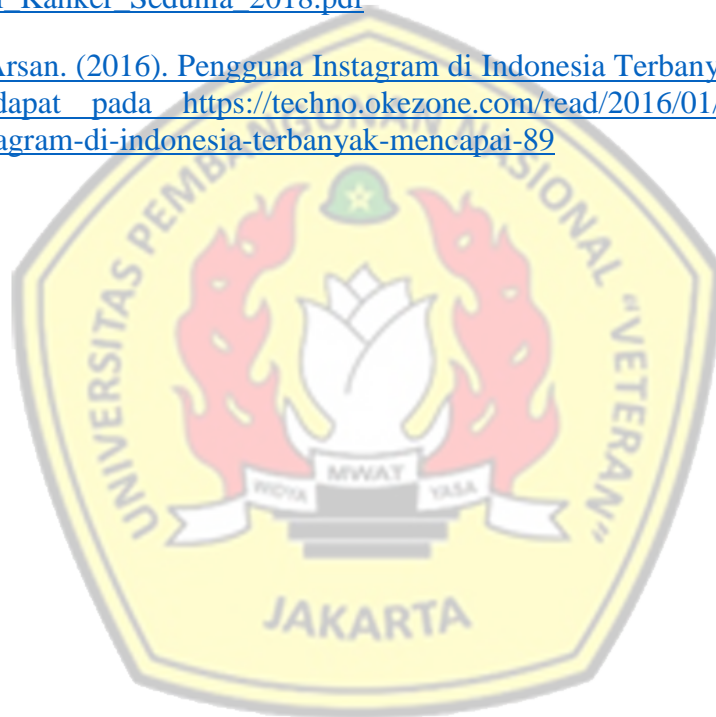 _Kanker_Sedunia_2018.pdf
Arsan. (2016). Pengguna Instagram di Indonesia Terbany
dapat pada https://techno.okezone.com/read/2016/01/
agram-di-indonesia-terbanyak-mencapai-89
UNIVERSITAS PEMBANGUNAN NASIONAL "VETERAN"
WIDYA MWAT YASA
JAKARTA